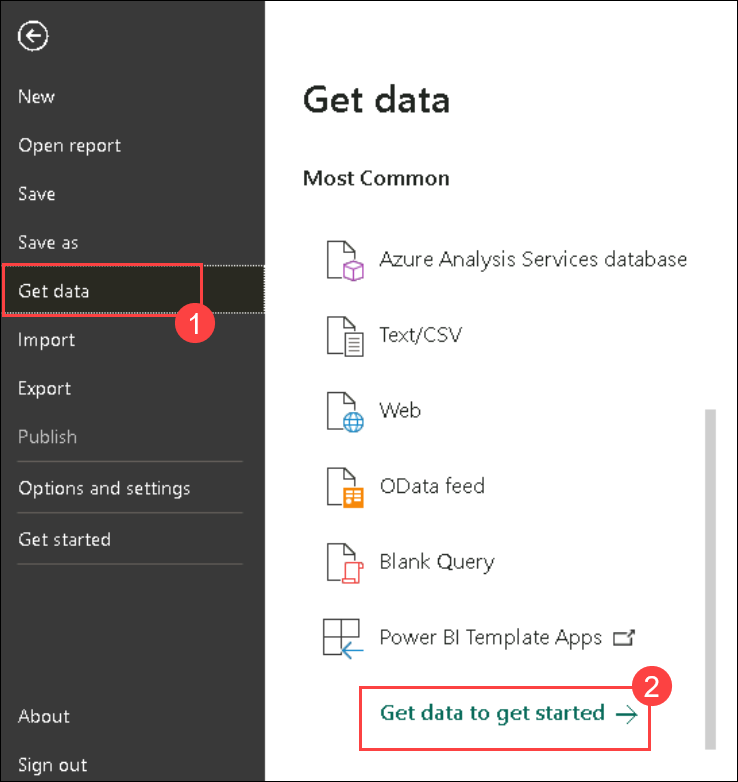 New
Open report
Save
Save as
Get data
1
Import
Export
Publish
Options and settings
Get started
About
Sign out
Get data
Most Common
Azure Analysis Services database
Text/CSV
Web
OData feed
Blank Query
Power BI Template Apps
2
Get data to get started